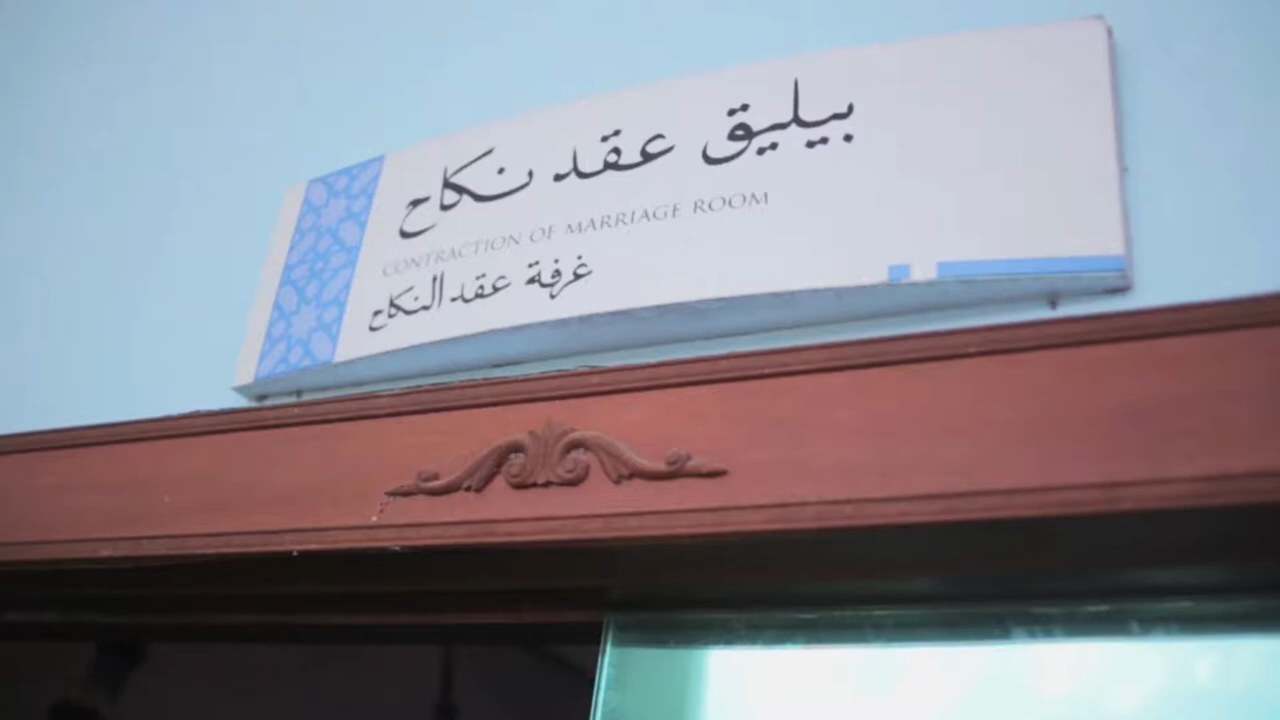 بيليق عقد نكاح
CONTRACTION OF MARRIAGE ROOM
غرفة عقد النكاح